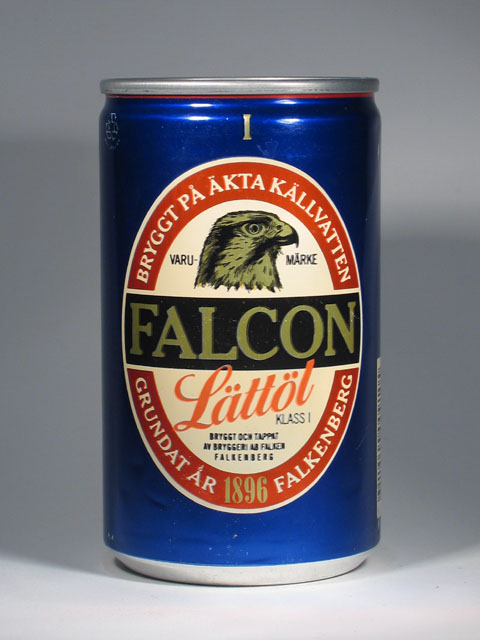 I
BRYGGT PÅ ÄKTA KÄLLVATTEN
VARU-MÄRKE
FALCON
Lättöl
KLASS I
BRYGGT OCH TAPPAT
AV BRYGGERI AB FALKEN
FALKENBERG
GRUNDAT ÅR 1896 FALKENBERG